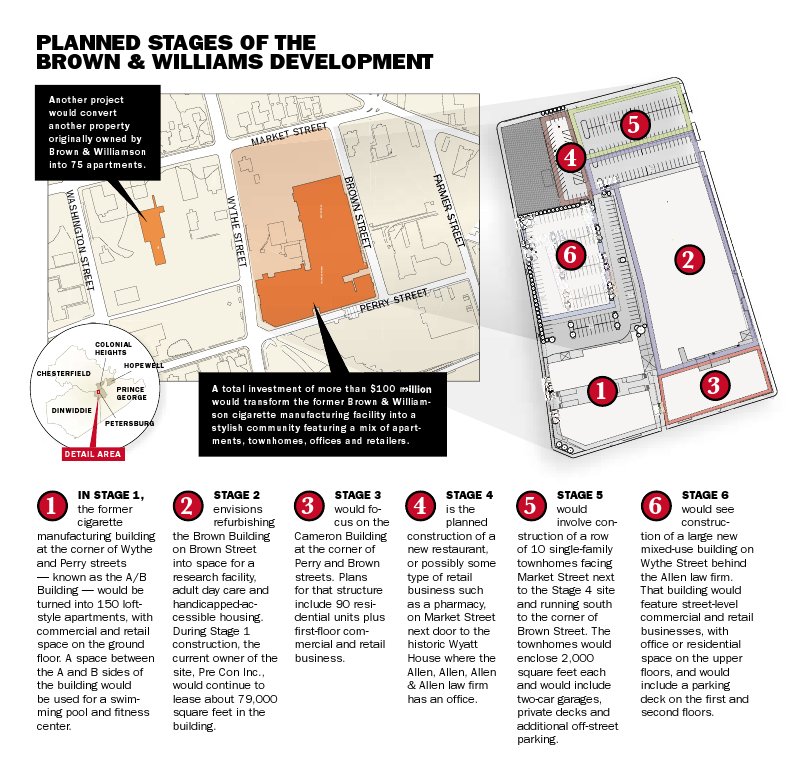 PLANNED STAGES OF THE
BROWN & WILLIAMS DEVELOPMENT
Another project
would convert
another property
originally owned by
Brown & Williamson
into 75 apartments.
MARKET STREET
WASHINGTON STREET
WYTHE STREET
BROWN STREET
FARMER STREET
PERRY STREET
A total investment of more than $100 million
would transform the former Brown & William-
son cigarette manufacturing facility into a
stylish community featuring a mix of apart-
ments, townhomes, offices and retailers.
COLONIAL
HEIGHTS
HOPEWELL
CHESTERFIELD
PRINCE
GEORGE
DINWIDDIE
PETERSBURG
DETAIL AREA
5
4
6
2
3
1
1 IN STAGE 1,
the former
cigarette
manufacturing building
at the corner of Wythe
and Perry streets
— known as the A/B
Building — would be
turned into 150 loft-
style apartments, with
commercial and retail
space on the ground
floor. A space between
the A and B sides of
the building would
be used for a swim-
ming pool and fitness
center.
2 STAGE 2
envisions
refurbishing
the Brown Building
on Brown Street
into space for a
research facility,
adult day care and
handicapped-ac-
cessible housing.
During Stage 1
construction, the
current owner of the
site, Pre Con Inc.,
would continue to
lease about 79,000
square feet in the
building.
3 STAGE 3
would fo-
cus on the
Cameron Building
at the corner of
Perry and Brown
streets. Plans
for that structure
include 90 resi-
dential units plus
first-floor com-
mercial and retail
business.
4 STAGE 4
is the
planned
construction of a
new restaurant,
or possibly some
type of retail
business such
as a pharmacy,
on Market Street
next door to the
historic Wyatt
House where the
Allen, Allen, Allen
& Allen law firm
has an office.
5 STAGE 5
would
involve con-
struction of a row
of 10 single-family
townhomes facing
Market Street next
to the Stage 4 site
and running south
to the corner of
Brown Street. The
townhomes would
enclose 2,000
square feet each
and would include
two-car garages,
private decks and
additional off-street
parking.
6 STAGE 6
would see
construc-
tion of a large new
mixed-use building on
Wythe Street behind
the Allen law firm.
That building would
feature street-level
commercial and retail
businesses, with
office or residential
space on the upper
floors, and would
include a parking
deck on the first and
second floors.